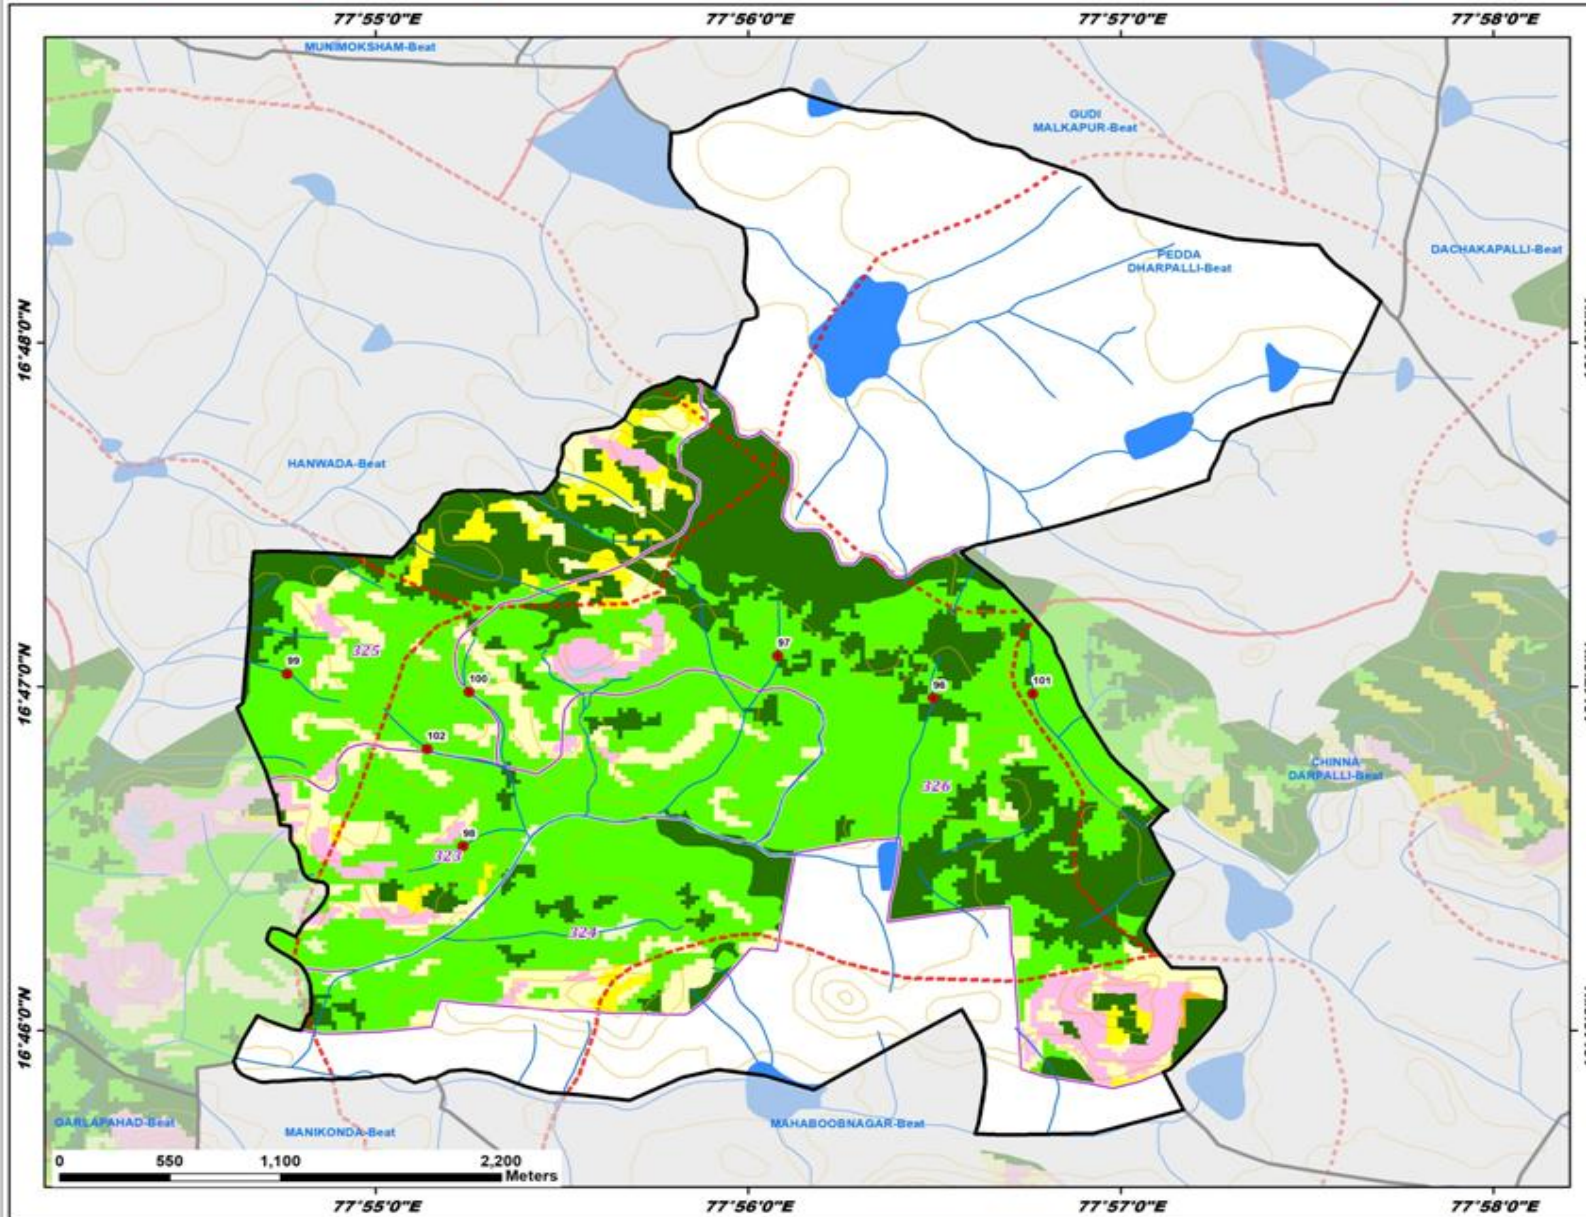 77°55'0"E
77°56'0"E
77°57'0"E
77°58'0"E
MUNIMOKSHAM-Beat
GUDI
MALKAPUR-Beat
DACHAKAPALLI-Beat
PEDDA
DHARPALLI-Beat
16°48'0"N
HANWADA-Beat
325
97
99
100
96
101
16°47'0"N
102
CHINNA
DARPALLI-Beat
326
98
323
324
16°46'0"N
GARLAPAHAD-Beat
MANIKONDA-Beat
MAHABOOBNAGAR-Beat
0
550
1,100
2,200
Meters
77°55'0"E
77°56'0"E
77°57'0"E
77°58'0"E